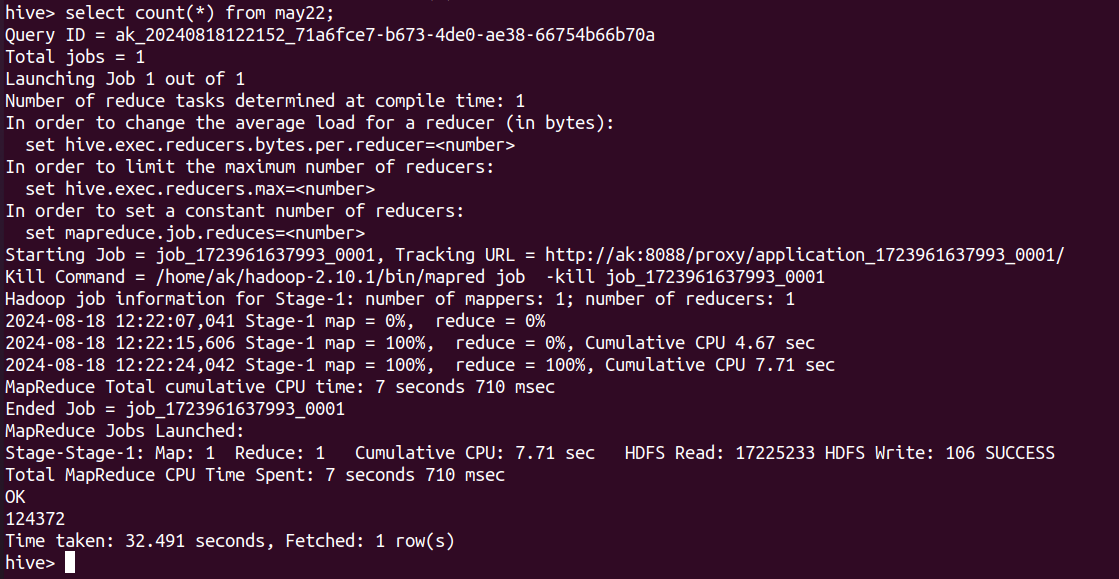 hive> select count(*) from may22;
Query ID = ak_20240818122152_71a6fce7-b673-4de0-ae38-66754b66b70a
Total jobs = 1
Launching Job 1 out of 1
Number of reduce tasks determined at compile time: 1
In order to change the average load for a reducer (in bytes):
  set hive.exec.reducers.bytes.per.reducer=<number>
In order to limit the maximum number of reducers:
  set hive.exec.reducers.max=<number>
In order to set a constant number of reducers:
  set mapreduce.job.reduces=<number>
Starting Job = job_1723961637993_0001, Tracking URL = http://ak:8088/proxy/application_1723961637993_0001/
Kill Command = /home/ak/hadoop-2.10.1/bin/mapred job  -kill job_1723961637993_0001
Hadoop job information for Stage-1: number of mappers: 1; number of reducers: 1
2024-08-18 12:22:07,041 Stage-1 map = 0%,  reduce = 0%
2024-08-18 12:22:15,606 Stage-1 map = 100%,  reduce = 0%, Cumulative CPU 4.67 sec
2024-08-18 12:22:24,042 Stage-1 map = 100%,  reduce = 100%, Cumulative CPU 7.71 sec
MapReduce Total cumulative CPU time: 7 seconds 710 msec
Ended Job = job_1723961637993_0001
MapReduce Jobs Launched:
Stage-Stage-1: Map: 1  Reduce: 1   Cumulative CPU: 7.71 sec   HDFS Read: 17225233 HDFS Write: 106 SUCCESS
Total MapReduce CPU Time Spent: 7 seconds 710 msec
OK
124372
Time taken: 32.491 seconds, Fetched: 1 row(s)
hive>